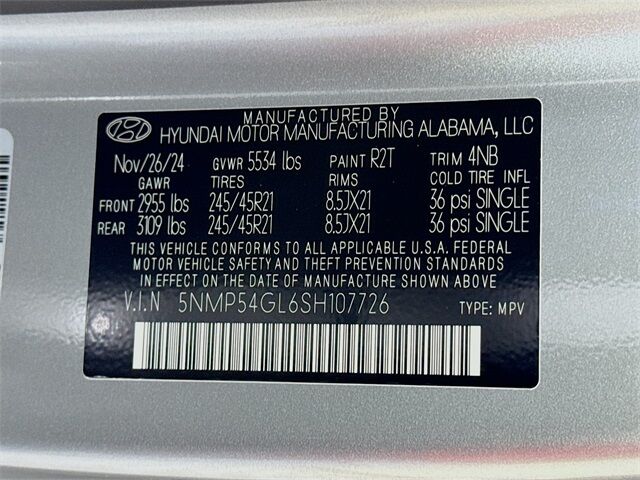 MANUFACTURED BY
HYUNDAI MOTOR MANUFACTURING ALABAMA, LLC
Nov/26/24 GVWR 5534 lbs PAINT R2T TRIM 4NB
GAWR TIRES RIMS COLD TIRE INFL
FRONT 2955 lbs 245/45R21 8.5JX21 36 psi SINGLE
REAR 3109 lbs 245/45R21 8.5JX21 36 psi SINGLE
THIS VEHICLE CONFORMS TO ALL APPLICABLE U.S.A. FEDERAL
MOTOR VEHICLE SAFETY AND THEFT PREVENTION STANDARDS
IN EFFECT ON THE DATE OF MANUFACTURE SHOWN ABOVE.
V.I.N 5NMP54GL6SH107726 TYPE: MPV